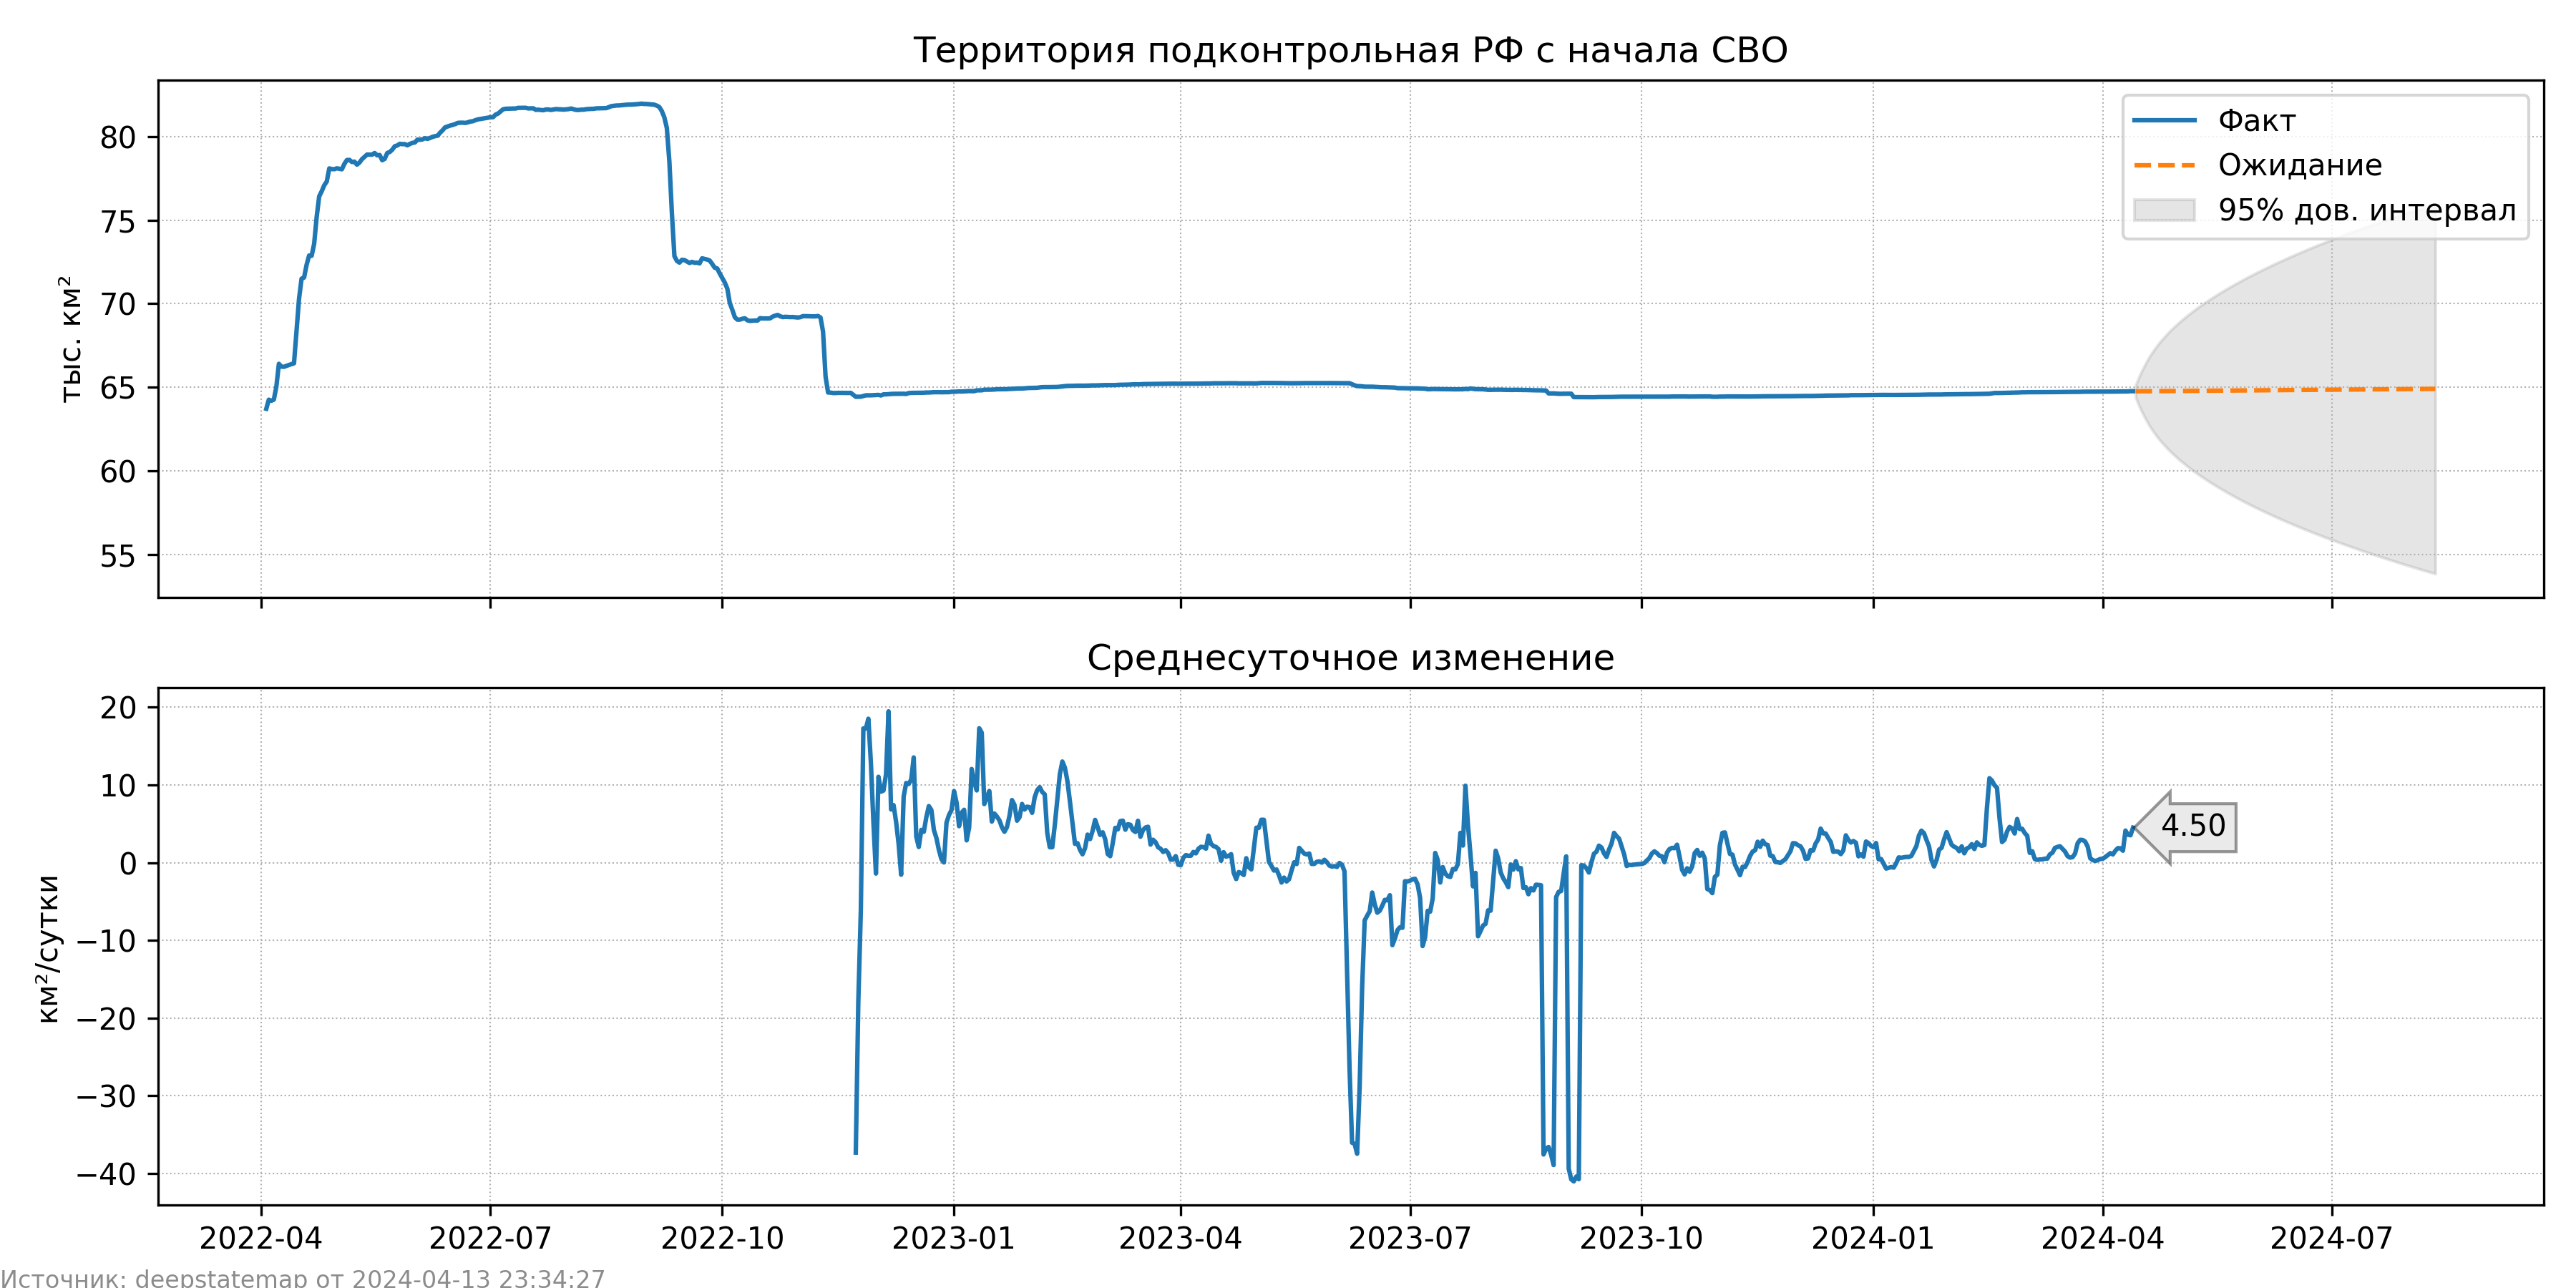 Территория подконтрольная РФ с начала СВО
тыс. км²
80
75
70
65
60
55
Факт
Ожидание
95% дов. интервал
Среднесуточное изменение
км²/сутки
20
10
0
−10
−20
−30
−40
4.50
2022-04 2022-07 2022-10 2023-01 2023-04 2023-07 2023-10 2024-01 2024-04 2024-07
Источник: deepstatemap от 2024-04-13 23:34:27